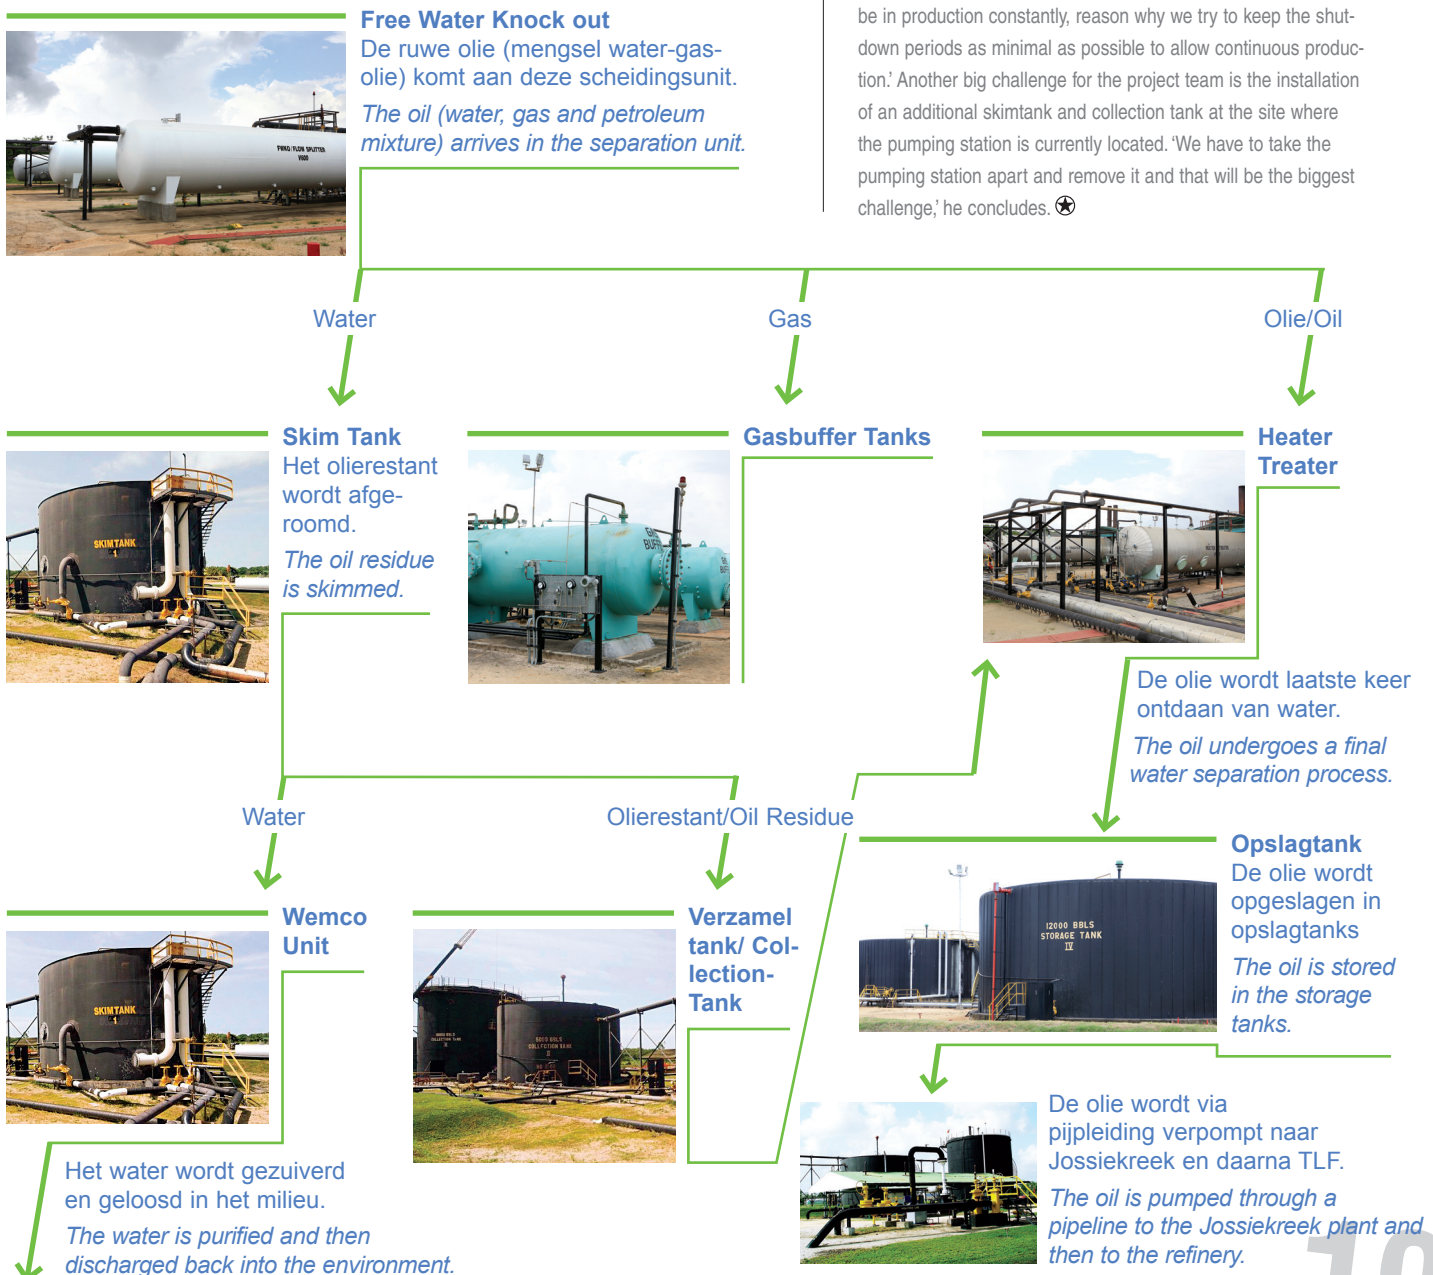 Free Water Knock out
De ruwe olie (mengsel water-gas-
olie) komt aan deze scheidingsunit.
The oil (water, gas and petroleum
mixture) arrives in the separation unit.
be in production constantly, reason why we try to keep the shut-
down periods as minimal as possible to allow continuous produc-
tion.’ Another big challenge for the project team is the installation
of an additional skimtank and collection tank at the site where
the pumping station is currently located. ‘We have to take the
pumping station apart and remove it and that will be the biggest
challenge,’ he concludes.
FWKO/FLOW SPLITTER
V600
Water
Gas
Olie/Oil
Skim Tank
Het olierestant
wordt afge-
roomd.
The oil residue
is skimmed.
SKIMTANK
1
Gasbuffer Tanks
Heater
Treater
De olie wordt laatste keer
ontdaan van water.
The oil undergoes a final
water separation process.
Water
Olierestant/Oil Residue
Wemco
Unit
SKIMTANK
1
Verzamel
tank/ Col-
lection-
Tank
6000 BBLS
COLLECTION TANK
II
Opslagtank
De olie wordt
opgeslagen in
opslagtanks
The oil is stored
in the storage
tanks.
12000 BBLS
STORAGE TANK
IV
Het water wordt gezuiverd
en geloosd in het milieu.
The water is purified and then
discharged back into the environment.
De olie wordt via
pijpleiding verpompt naar
Jossiekreek en daarna TLF.
The oil is pumped through a
pipeline to the Jossiekreek plant and
then to the refinery.